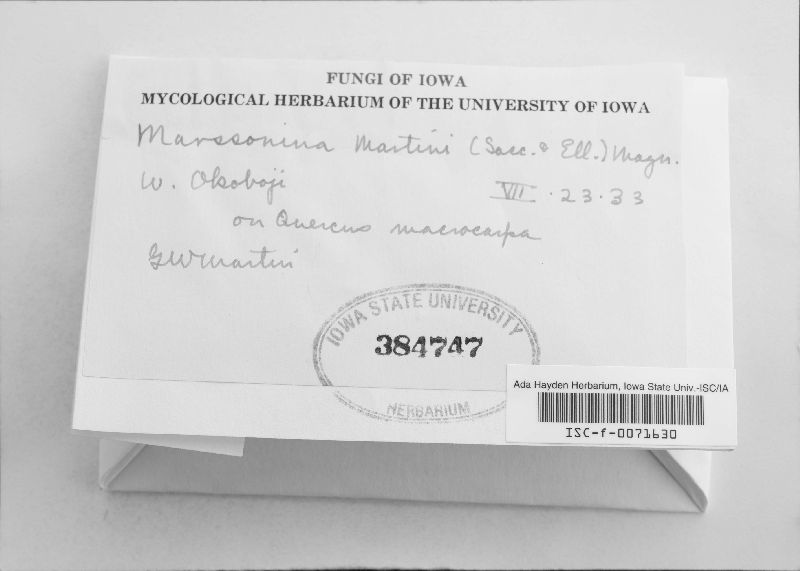 FUNGI OF IOWA
MYCOLOGICAL HERBARIUM OF THE UNIVERSITY OF IOWA
Marssonina Martini (Sacc. & Ell.) Magn.
W. Okoboji VII · 23 · 33
on Quercus macrocarpa
GWMartin
IOWA STATE UNIVERSITY
384747
HERBARIUM
Ada Hayden Herbarium, Iowa State Univ.-ISC/IA
ISC-f-0071630